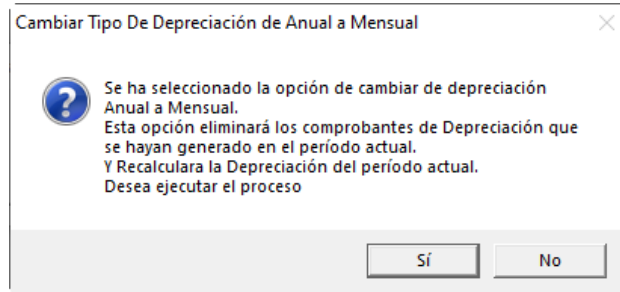 Cambiar Tipo De Depreciación de Anual a Mensual
Se ha seleccionado la opción de cambiar de depreciación
Anual a Mensual.
Esta opción eliminará los comprobantes de Depreciación que
se hayan generado en el período actual.
Y Recalculara la Depreciación del período actual.
Desea ejecutar el proceso
Sí
No